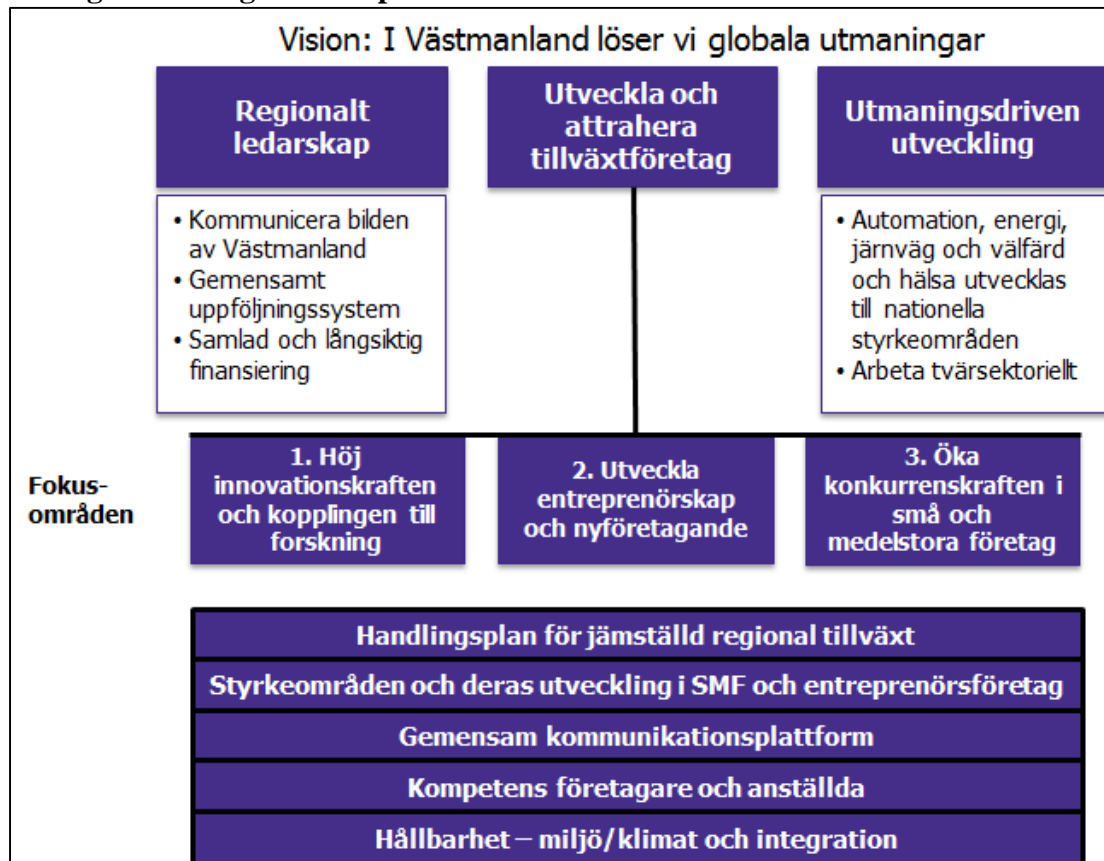 Vision: I Västmanland löser vi globala utmaningar
Regionalt
ledarskap
Utveckla och
attrahera
tillväxtföretag
Utmaningsdriven
utveckling
• Kommunicera bilden
av Västmanland
• Gemensamt
uppföljningssystem
• Samlad och långsiktig
finansiering
• Automation, energi,
järnväg och välfärd
och hälsa utvecklas
till nationella
styrkeområden
• Arbeta tvärsektoriellt
Fokus-
områden
1. Höj
innovationskraften
och kopplingen till
forskning
2. Utveckla
entreprenörskap
och nyföretagande
3. Öka
konkurrenskraften i
små och
medelstora företag
Handlingsplan för jämställd regional tillväxt
Styrkeområden och deras utveckling i SMF och entreprenörsföretag
Gemensam kommunikationsplattform
Kompetens företagare och anställda
Hållbarhet – miljö/klimat och integration